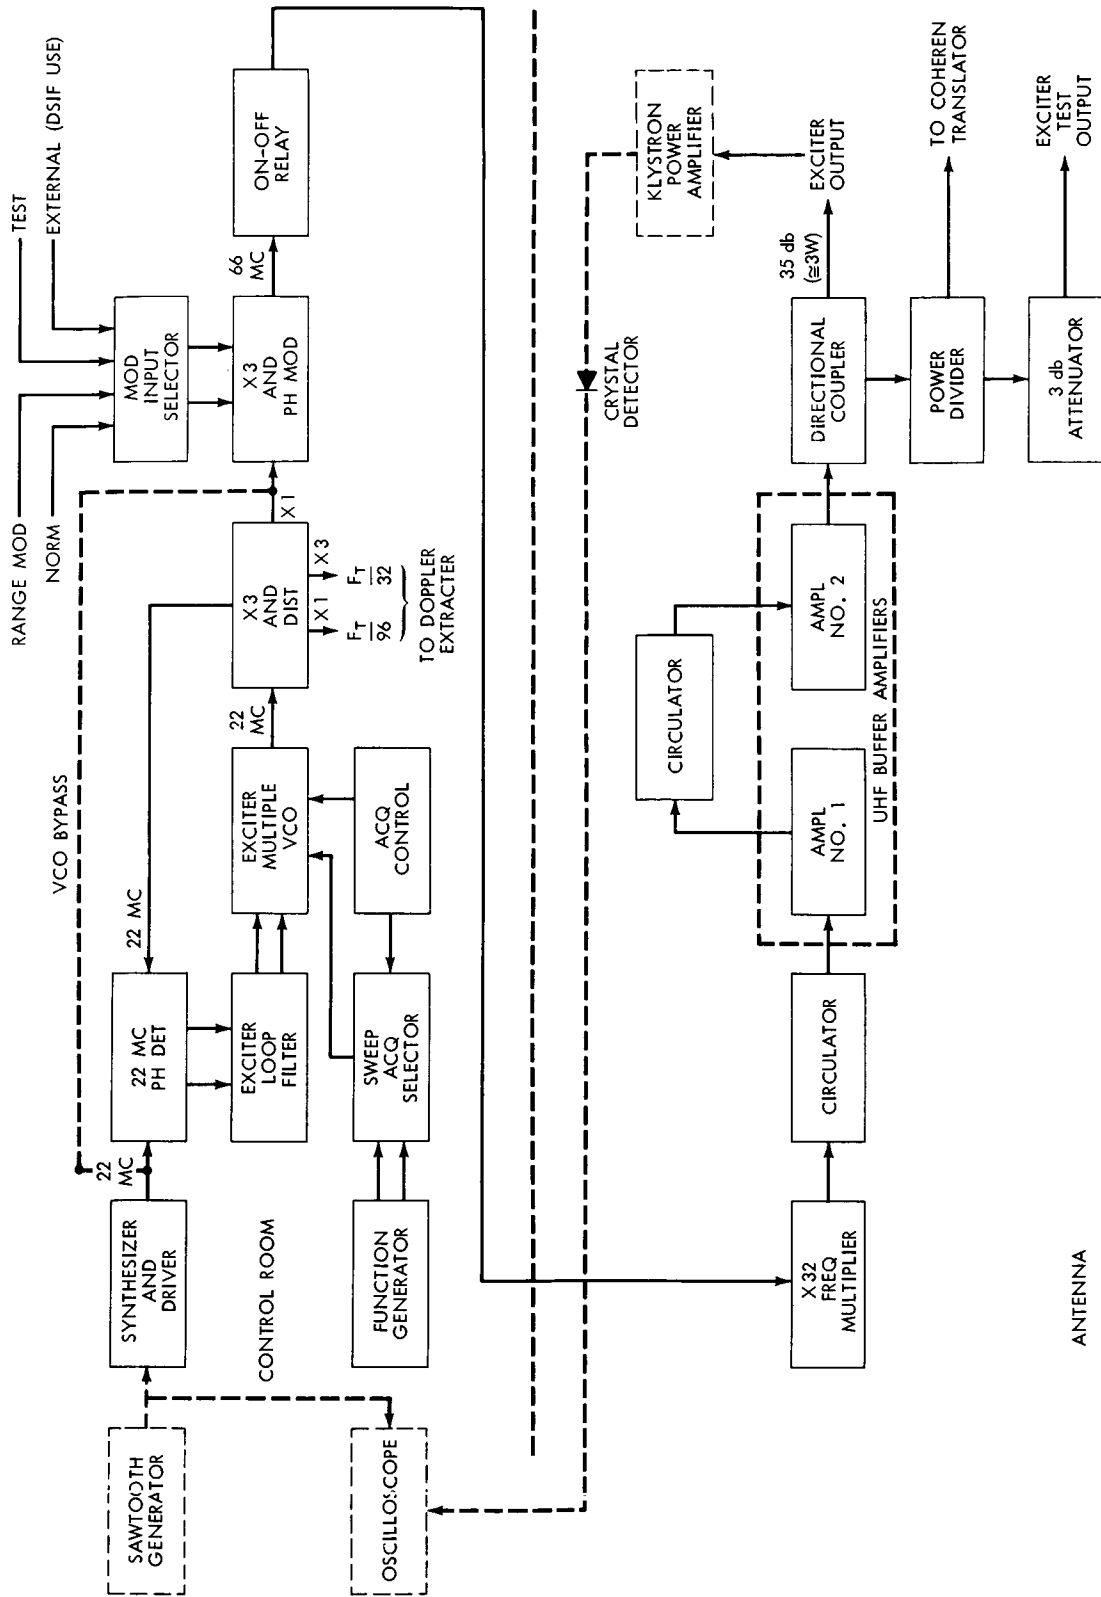 RANGE MOD
NORM
TEST
EXTERNAL (DSIF USE)
VCO BYPASS
MOD
INPUT
SELECTOR
22
MC
22 MC
SAWTOOTH
GENERATOR
SYNTHESIZER
AND
DRIVER
22 MC
PH DET
EXCITER
LOOP
FILTER
EXCITER
MULTIPLE
VCO
22
MC
X3
AND
DIST
X1
X1
X3
F_T
96
F_T
32
TO DOPPLER
EXTRACTER
X3
AND
PH MOD
66
MC
ON-OFF
RELAY
CONTROL ROOM
FUNCTION
GENERATOR
SWEEP
ACQ
SELECTOR
ACQ
CONTROL
OSCILLOSCOPE
CRYSTAL
DETECTOR
KLYSTRON
POWER
AMPLIFIER
CIRCULATOR
X32
FREQ
MULTIPLIER
CIRCULATOR
AMPL
NO. 1
AMPL
NO. 2
UHF BUFFER AMPLIFIERS
DIRECTIONAL
COUPLER
35 db
(≅3W)
EXCITER
OUTPUT
POWER
DIVIDER
TO COHEREN
TRANSLATOR
3 db
ATTENUATOR
EXCITER
TEST
OUTPUT
ANTENNA